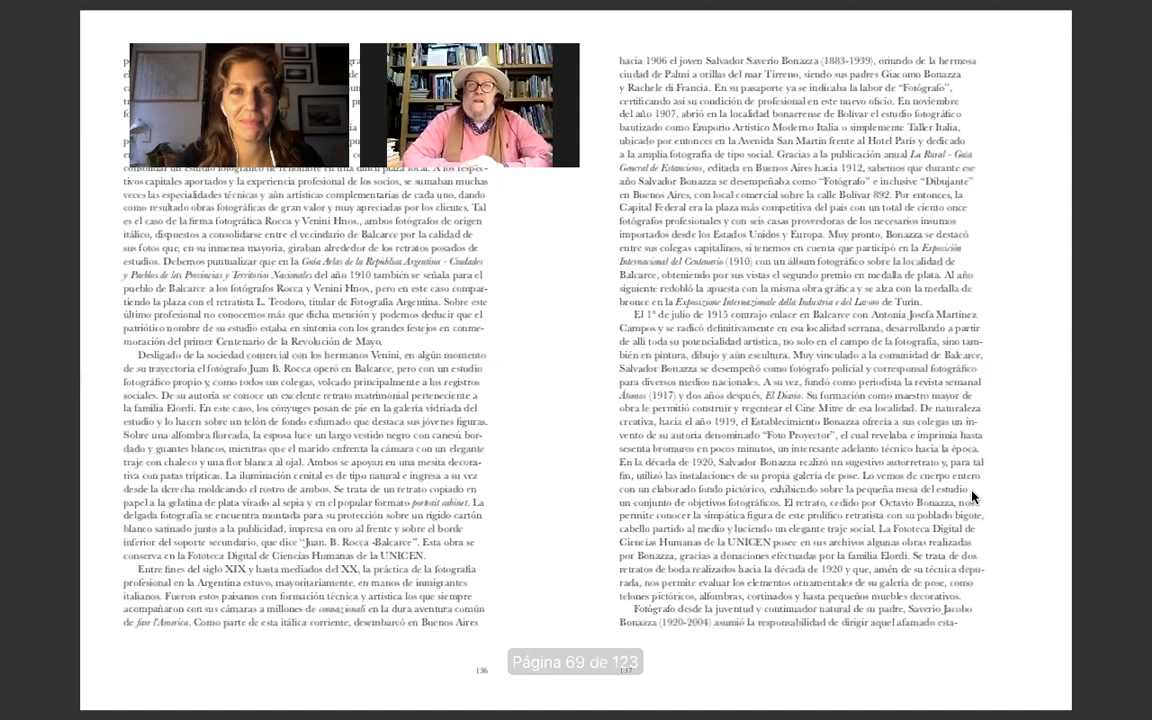 consolidar un estudio fotográfico de renombre en una difícil plaza local. A los respec-
tivos capitales aportados y la experiencia profesional de los socios, se sumaban muchas
veces las especialidades técnicas y aún artísticas complementarias de cada uno, dando
como resultado obras fotográficas de gran valor y muy apreciadas por los clientes. Tal
es el caso de la firma fotográfica Rocca y Venini Hnos., ambos fotógrafos de origen
itálico, dispuestos a consolidarse entre el vecindario de Balcarce por la calidad de
sus fotos que, en su inmensa mayoría, giraban alrededor de los retratos posados de
estudios. Debemos puntualizar que en la Guía Arlas de la República Argentina - Ciudades
y Pueblos de las Provincias y Territorios Nacionales del año 1910 también se señala para el
pueblo de Balcarce a los fotógrafos Rocca y Venini Hnos., pero en este caso compar-
tiendo la plaza con el retratista L. Teodoro, titular de Fotografía Argentina. Sobre este
último profesional no conocemos más que dicha mención y podemos deducir que el
patriótico nombre de su estudio estaba en sintonía con los grandes festejos en conme-
moración del primer Centenario de la Revolución de Mayo.
Desligado de la sociedad comercial con los hermanos Venini, en algún momento
de su trayectoria el fotógrafo Juan B. Rocca operó en Balcarce, pero con un estudio
fotográfico propio y, como todos sus colegas, volcado principalmente a los registros
sociales. De su autoría se conoce un excelente retrato matrimonial perteneciente a
la familia Elordi. En este caso, los cónyuges posan de pie en la galería vidriada del
estudio y lo hacen sobre un telón de fondo esfumado que destaca sus jóvenes figuras.
Sobre una alfombra floreada, la esposa luce un largo vestido negro con canesú bor-
dado y guantes blancos, mientras que el marido enfrenta la cámara con un elegante
traje con chaleco y una flor blanca al ojal. Ambos se apoyan en una mesita decora-
tiva con patas trípticas. La iluminación cenital es de tipo natural e ingresa a su vez
desde la derecha moldeando el rostro de ambos. Se trata de un retrato copiado en
papel a la gelatina de plata virado al sepia y en el popular formato portrait cabinet. La
delgada fotografía se encuentra montada para su protección sobre un rígido cartón
blanco satinado junto a la publicidad, impresa en oro al frente y sobre el borde
inferior del soporte secundario, que dice “Juan. B. Rocca -Balcarce”. Esta obra se
conserva en la Fototeca Digital de Ciencias Humanas de la UNICEN.
Entre fines del siglo XIX y hasta mediados del XX, la práctica de la fotografía
profesional en la Argentina estuvo, mayoritariamente, en manos de inmigrantes
italianos. Fueron estos paisanos con formación técnica y artística los que siempre
acompañaron con sus cámaras a millones de connazionali en la dura aventura común
de fare l'America. Como parte de esta itálica corriente, desembarcó en Buenos Aires
136
hacia 1906 el joven Salvador Saverio Bonazza (1883-1939), oriundo de la hermosa
ciudad de Palmi a orillas del mar Tirreno, siendo sus padres Giacomo Bonazza
y Rachele di Francia. En su pasaporte ya se indicaba la labor de “Fotógrafo”,
certificando así su condición de profesional en este nuevo oficio. En noviembre
del año 1907, abrió en la localidad bonaerense de Bolívar el estudio fotográfico
bautizado como Emporio Artístico Moderno Italia o simplemente Taller Italia,
ubicado por entonces en la Avenida San Martín frente al Hotel París y dedicado
a la amplia fotografía de tipo social. Gracias a la publicación anual La Rural - Guía
General de Estancieros, editada en Buenos Aires hacia 1912, sabemos que durante ese
año Salvador Bonazza se desempeñaba como “Fotógrafo” e inclusive “Dibujante”
en Buenos Aires, con local comercial sobre la calle Bolívar 892. Por entonces, la
Capital Federal era la plaza más competitiva del país con un total de ciento once
fotógrafos profesionales y con seis casas proveedoras de los necesarios insumos
importados desde los Estados Unidos y Europa. Muy pronto, Bonazza se destacó
entre sus colegas capitalinos, si tenemos en cuenta que participó en la Exposición
Internacional del Centenario (1910) con un álbum fotográfico sobre la localidad de
Balcarce, obteniendo por sus vistas el segundo premio en medalla de plata. Al año
siguiente redobló la apuesta con la misma obra gráfica y se alza con la medalla de
bronce en la Exposizione Internazionale della Industria e del Lavoro de Turín.
El 1º de julio de 1915 contrajo enlace en Balcarce con Antonia Josefa Martínez
Campos y se radicó definitivamente en esa localidad serrana, desarrollando a partir
de allí toda su potencialidad artística, no solo en el campo de la fotografía, sino tam-
bién en pintura, dibujo y aún escultura. Muy vinculado a la comunidad de Balcarce,
Salvador Bonazza se desempeñó como fotógrafo policial y corresponsal fotográfico
para diversos medios nacionales. A su vez, fundó como periodista la revista semanal
Átomos (1917) y dos años después, El Diario. Su formación como maestro mayor de
obra le permitió construir y regentear el Cine Mitre de esa localidad. De naturaleza
creativa, hacia el año 1919, el Establecimiento Bonazza ofrecía a sus colegas un in-
vento de su autoría denominado “Foto Proyector”, el cual revelaba e imprimía hasta
sesenta bromuros en pocos minutos, un interesante adelanto técnico hacia la época.
En la década de 1920, Salvador Bonazza realizó un sugestivo autorretrato y, para tal
fin, utilizó las instalaciones de su propia galería de pose. Lo vemos de cuerpo entero
con un elaborado fondo pictórico, exhibiendo sobre la pequeña mesa del estudio
un conjunto de objetivos fotográficos. El retrato, cedido por Octavio Bonazza, nos
permite conocer la simpática figura de este prolífico retratista con su poblado bigote,
cabello partido al medio y luciendo un elegante traje social. La Fototeca Digital de
Ciencias Humanas de la UNICEN posee en sus archivos algunas obras realizadas
por Bonazza, gracias a donaciones efectuadas por la familia Elordi. Se trata de dos
retratos de boda realizados hacia la década de 1920 y que, amén de su técnica depu-
rada, nos permite evaluar los elementos ornamentales de su galería de pose, como
telones pictóricos, alfombras, cortinados y hasta pequeños muebles decorativos.
Fotógrafo desde la juventud y continuador natural de su padre, Saverio Jacobo
Bonazza (1920-2004) asumió la responsabilidad de dirigir aquel afamado esta-
137
Página 69 de 123